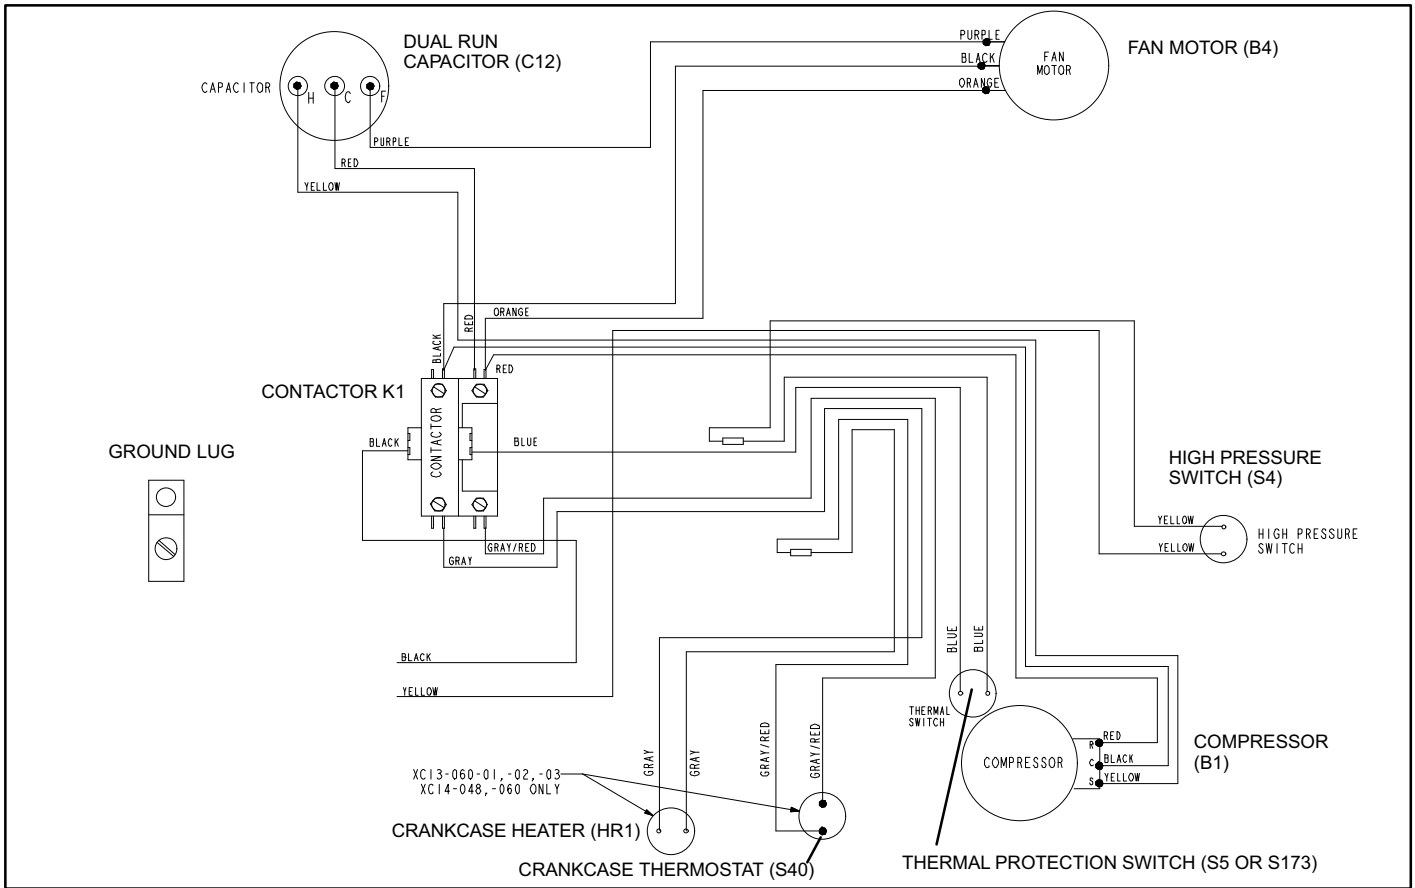 DUAL RUN
CAPACITOR (C12)
CAPACITOR
H
C
F
PURPLE
RED
YELLOW
PURPLE
BLACK
ORANGE
FAN
MOTOR
FAN MOTOR (B4)
BLACK
RED
ORANGE
RED
CONTACTOR K1
CONTACTOR
BLACK
BLUE
GROUND LUG
GRAY/RED
GRAY
BLACK
YELLOW
HIGH PRESSURE
SWITCH (S4)
YELLOW
YELLOW
HIGH PRESSURE
SWITCH
BLUE
BLUE
THERMAL
SWITCH
COMPRESSOR
R
RED
C
BLACK
S
YELLOW
COMPRESSOR
(B1)
GRAY
GRAY
GRAY/RED
GRAY/RED
XC13-060-01,-02,-03
XC14-048,-060 ONLY
CRANKCASE HEATER (HR1)
CRANKCASE THERMOSTAT (S40)
THERMAL PROTECTION SWITCH (S5 OR S173)